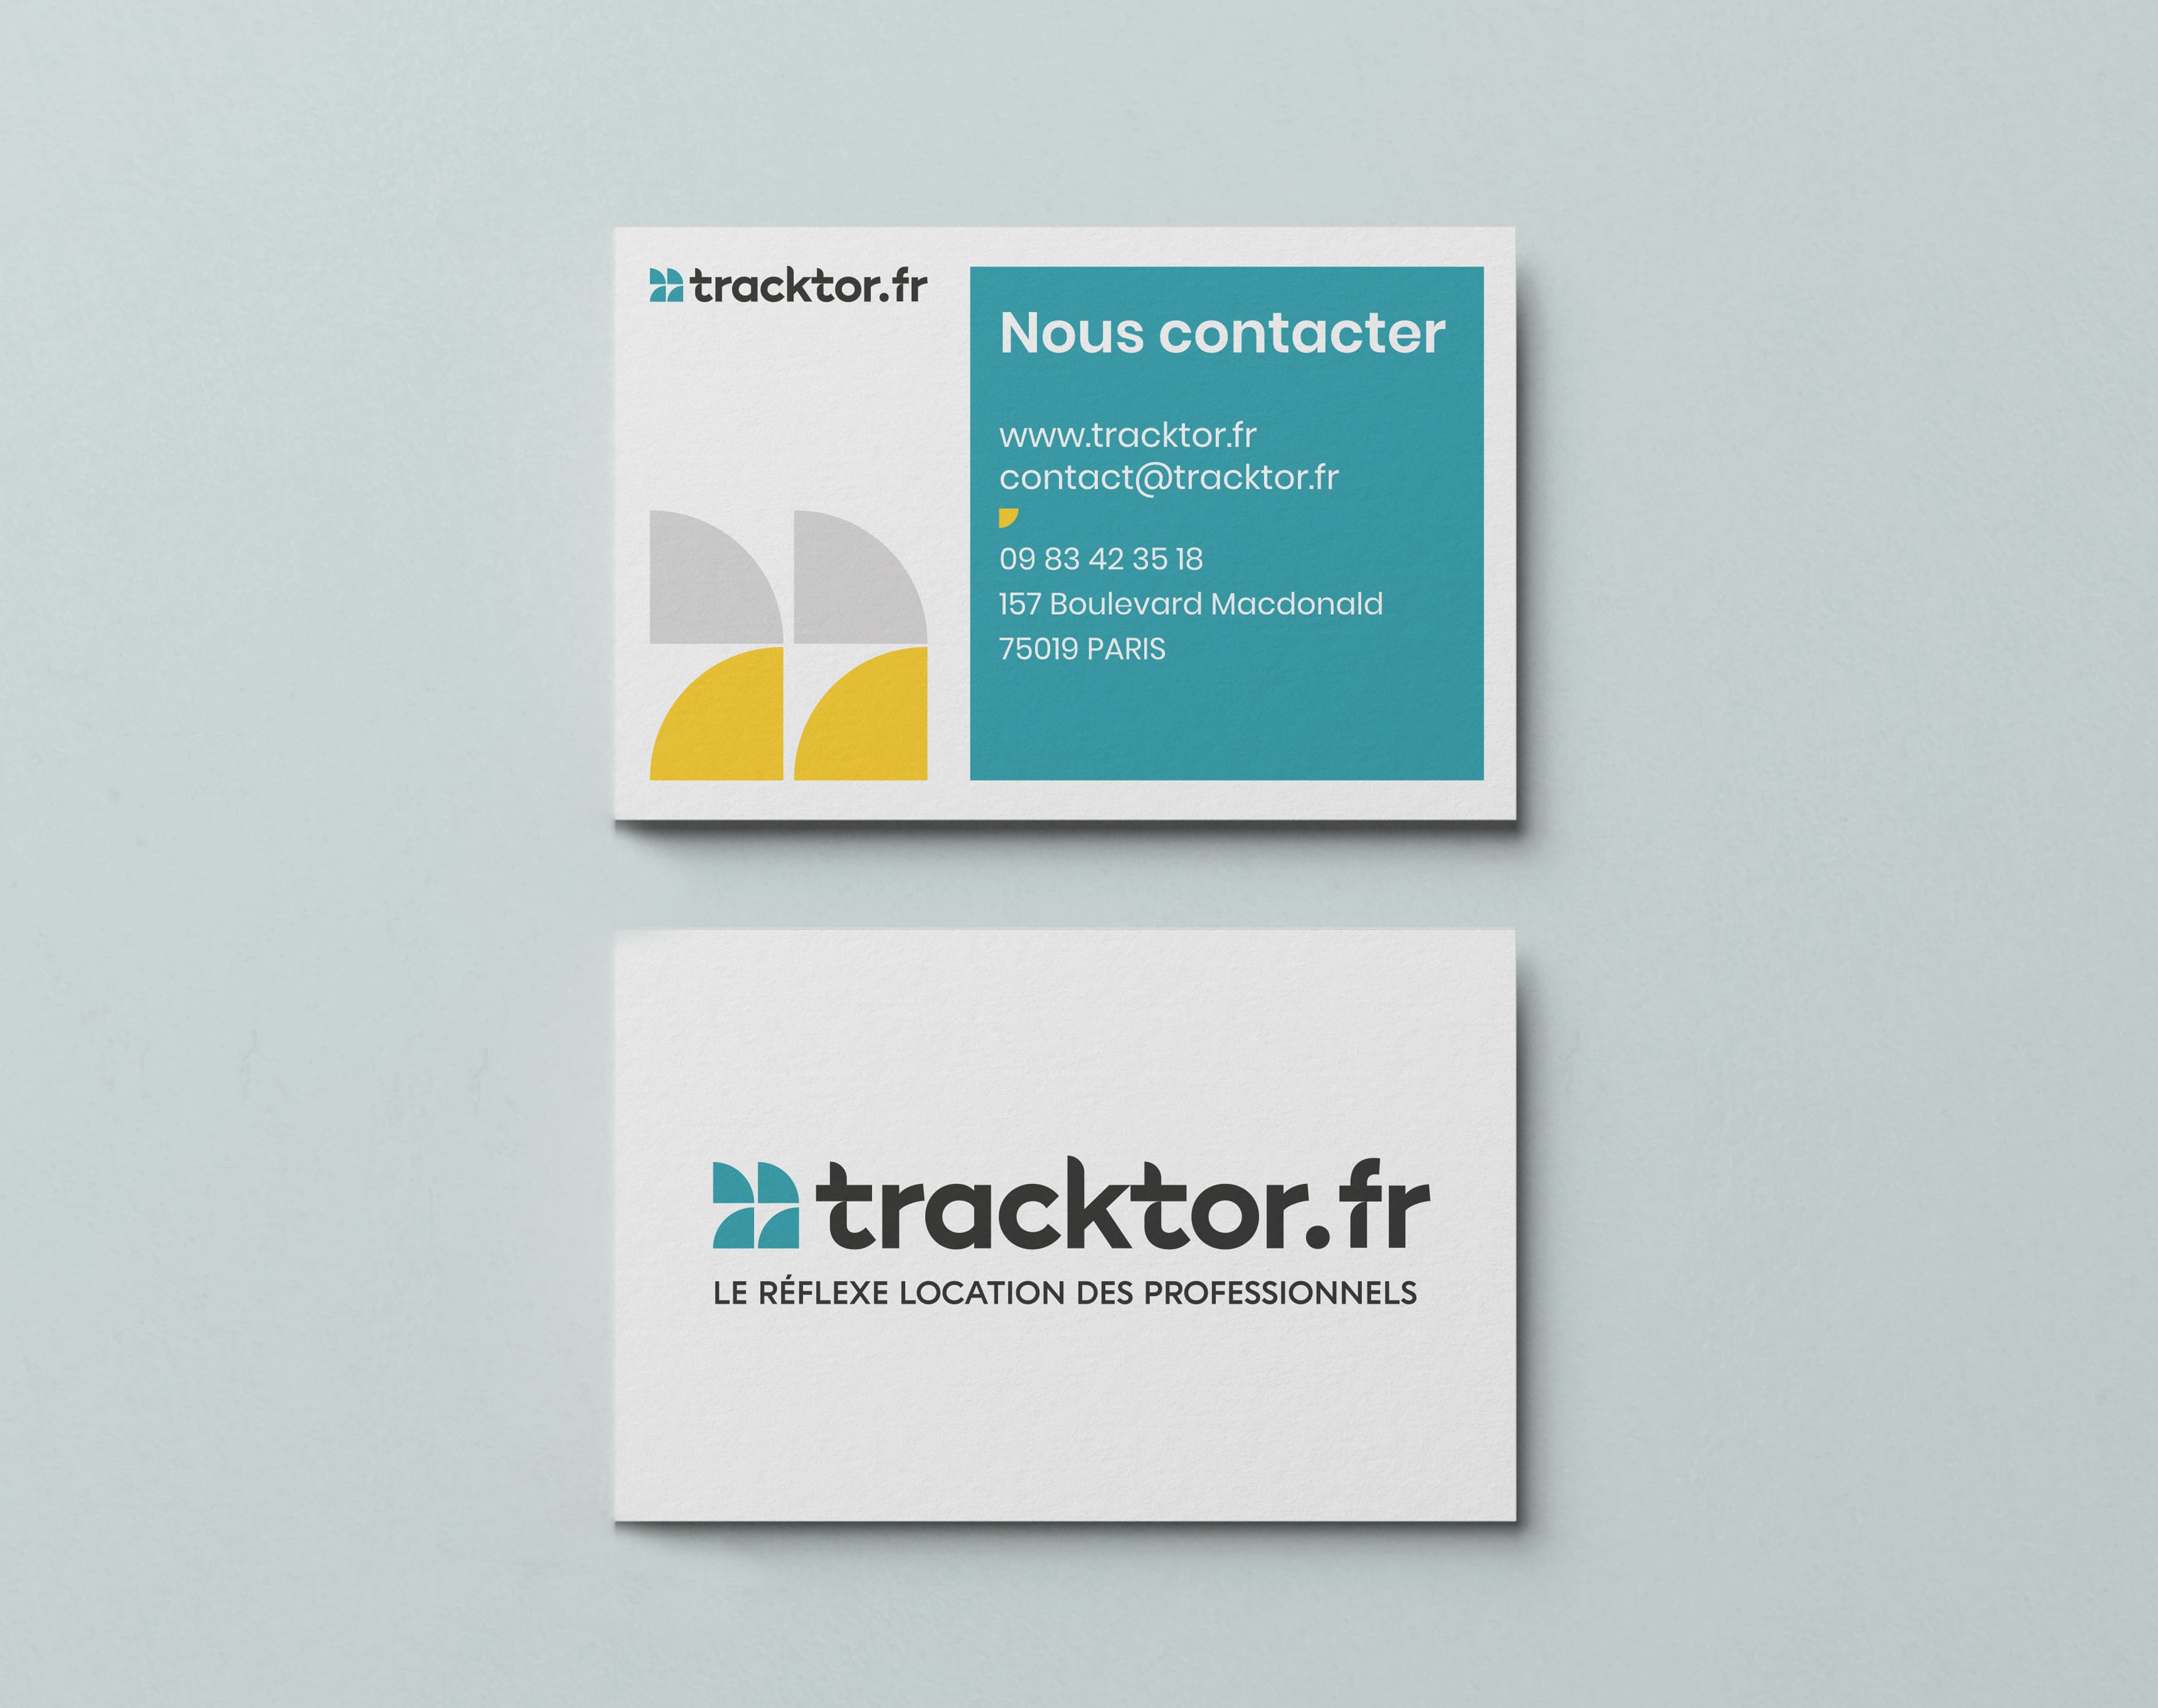 tracktor.fr
Nous contacter
www.tracktor.fr
contact@tracktor.fr
09 83 42 35 18
157 Boulevard Macdonald
75019 PARIS
tracktor.fr
LE RÉFLEXE LOCATION DES PROFESSIONNELS